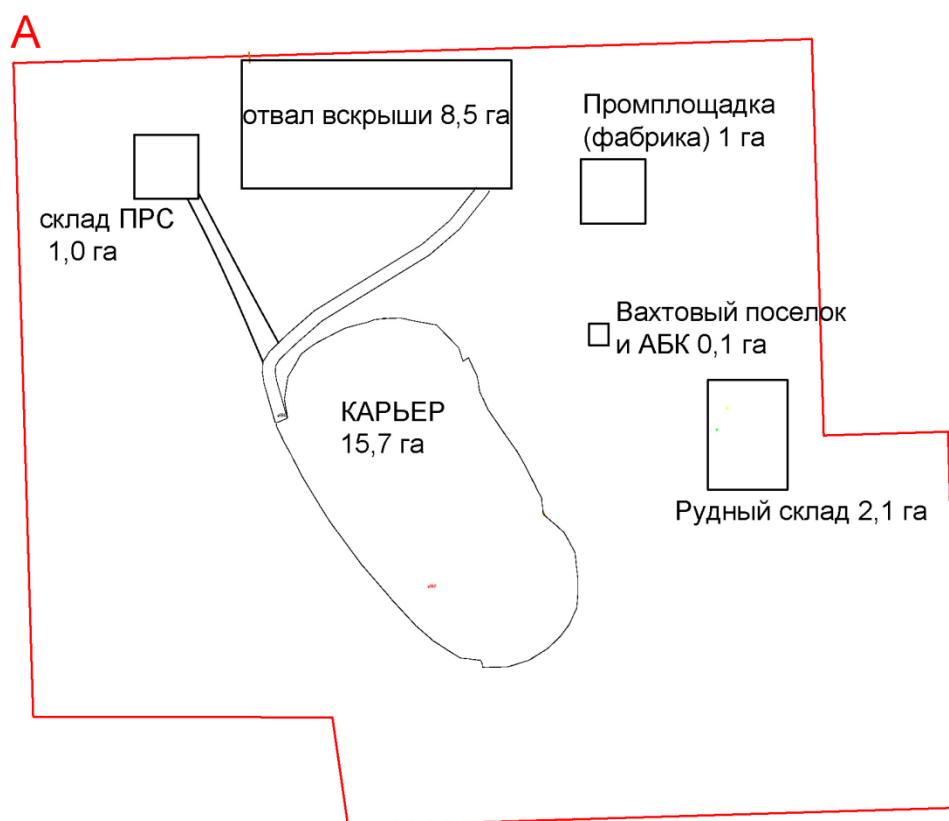 А
отвал вскрыши 8,5 га
Промплощадка
(фабрика) 1 га
склад ПРС
1,0 га
Вахтовый поселок
и АБК 0,1 га
КАРЬЕР
15,7 га
Рудный склад 2,1 га